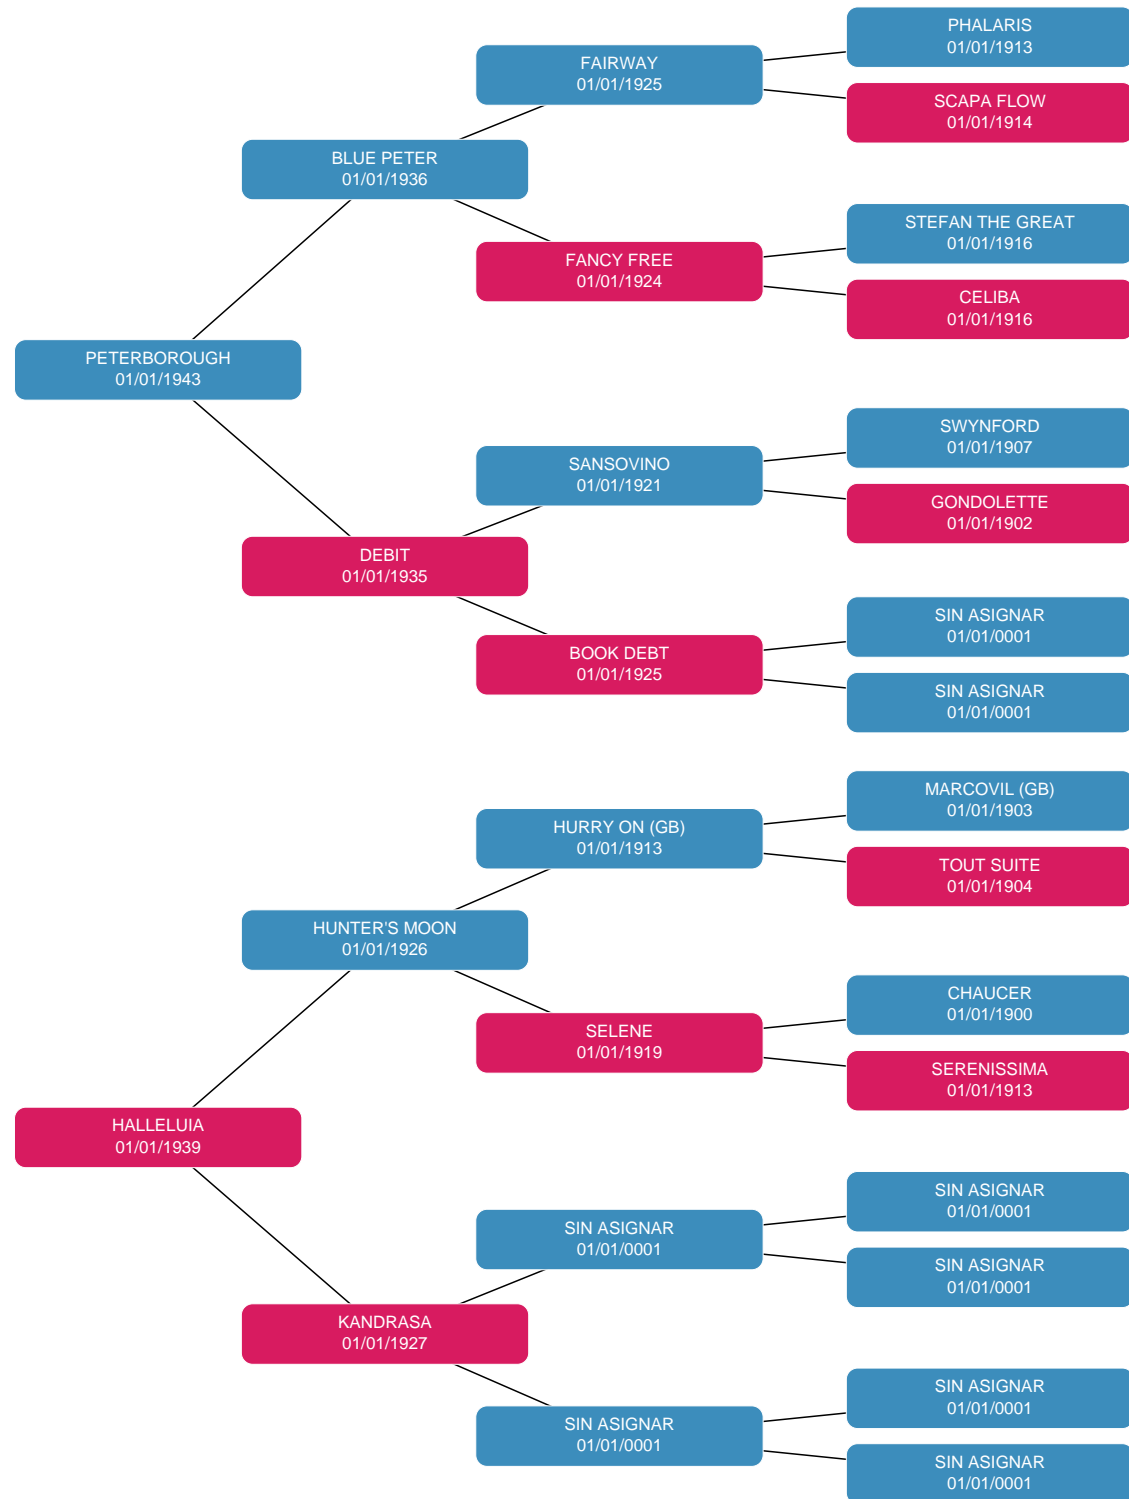 PHALARIS
01/01/1913
FAIRWAY
01/01/1925
SCAPA FLOW
01/01/1914
BLUE PETER
01/01/1936
STEFAN THE GREAT
01/01/1916
FANCY FREE
01/01/1924
CELIBA
01/01/1916
PETERBOROUGH
01/01/1943
SWYNFORD
01/01/1907
SANSOVINO
01/01/1921
GONDOLETTE
01/01/1902
DEBIT
01/01/1935
SIN ASIGNAR
01/01/0001
BOOK DEBT
01/01/1925
SIN ASIGNAR
01/01/0001
MARCOVIL (GB)
01/01/1903
HURRY ON (GB)
01/01/1913
TOUT SUITE
01/01/1904
HUNTER'S MOON
01/01/1926
CHAUCER
01/01/1900
SELENE
01/01/1919
SERENISSIMA
01/01/1913
HALLELUIA
01/01/1939
SIN ASIGNAR
01/01/0001
SIN ASIGNAR
01/01/0001
SIN ASIGNAR
01/01/0001
KANDRASA
01/01/1927
SIN ASIGNAR
01/01/0001
SIN ASIGNAR
01/01/0001
SIN ASIGNAR
01/01/0001